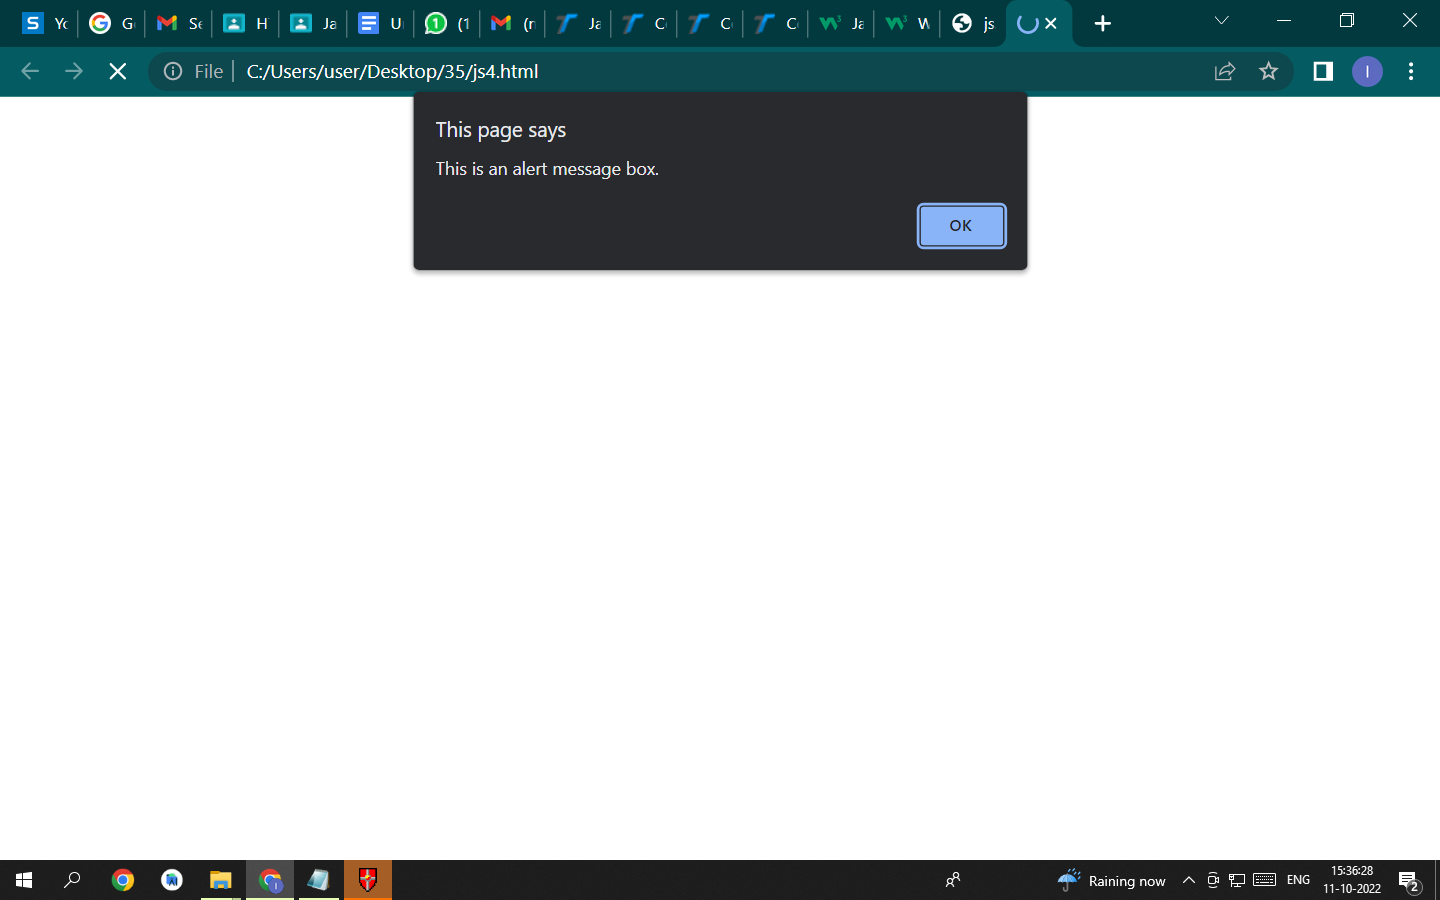 Yo G Se H Ja U (1 (n Ja C C C Ja W js
File C:/Users/user/Desktop/35/js4.html
I
This page says
This is an alert message box.
OK
Raining now ENG 15:36:28
11-10-2022
2